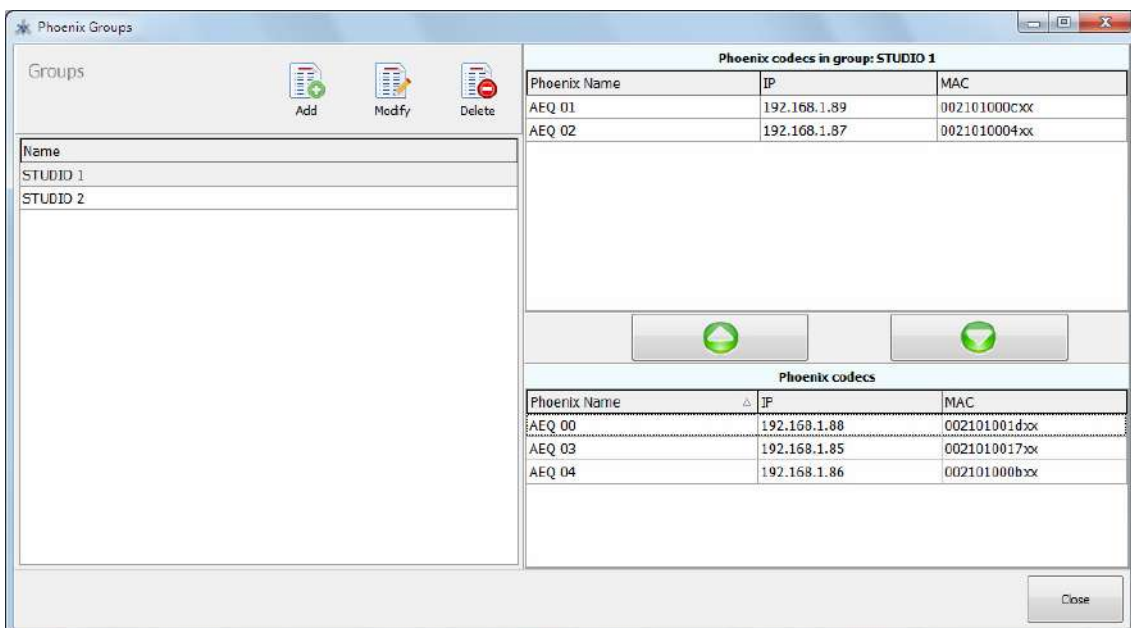 Phoenix Groups
Groups
Add Modify Delete
Name
STUDIO 1
STUDIO 2
Phoenix codecs in group: STUDIO 1
Phoenix Name IP MAC
AEQ 01 192.168.1.89 002101000cxx
AEQ 02 192.168.1.87 0021010004xx
Phoenix codecs
Phoenix Name IP MAC
AEQ 00 192.168.1.88 002101001dxx
AEQ 03 192.168.1.85 0021010017xx
AEQ 04 192.168.1.86 002101000bxx
Close